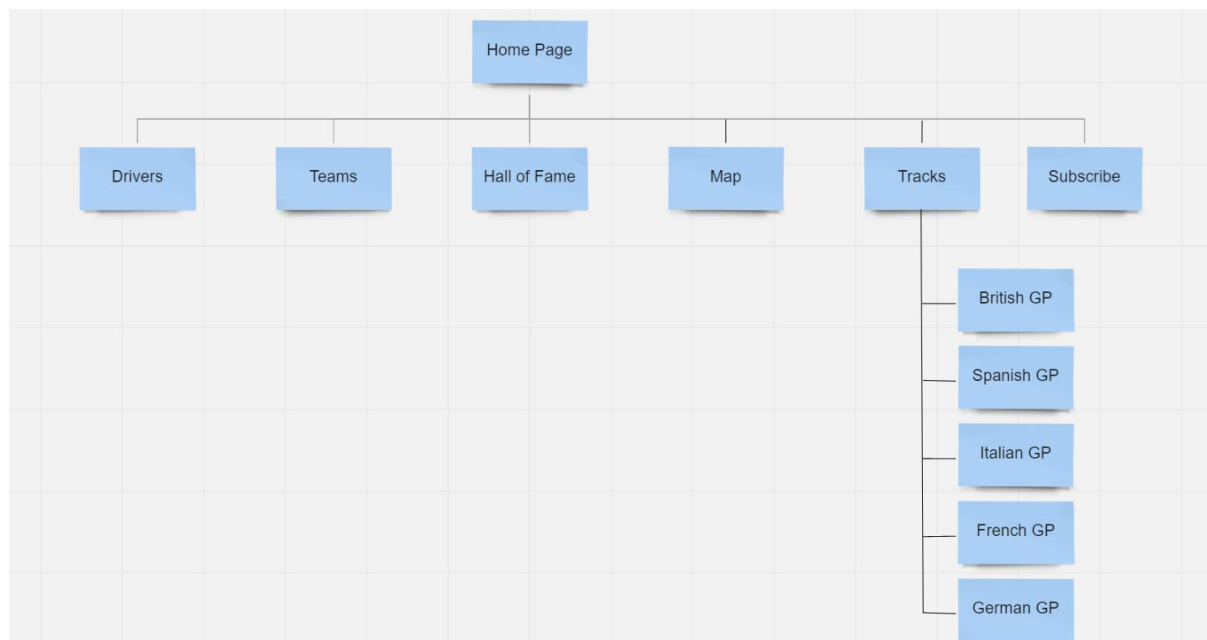 Home Page
Drivers
Teams
Hall of Fame
Map
Tracks
Subscribe
British GP
Spanish GP
Italian GP
French GP
German GP